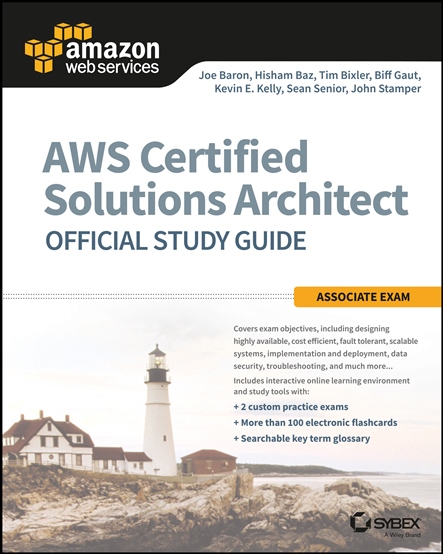 amazon
web services
Joe Baron, Hisham Baz, Tim Bixler, Biff Gaut,
Kevin E. Kelly, Sean Senior, John Stamper
AWS Certified
Solutions Architect
OFFICIAL STUDY GUIDE
ASSOCIATE EXAM
Covers exam objectives, including designing
highly available, cost efficient, fault tolerant, scalable
systems, implementation and deployment, data
security, troubleshooting, and much more...
Includes interactive online learning environment
and study tools with:
+ 2 custom practice exams
+ More than 100 electronic flashcards
+ Searchable key term glossary
SYBEX
A Wiley Brand